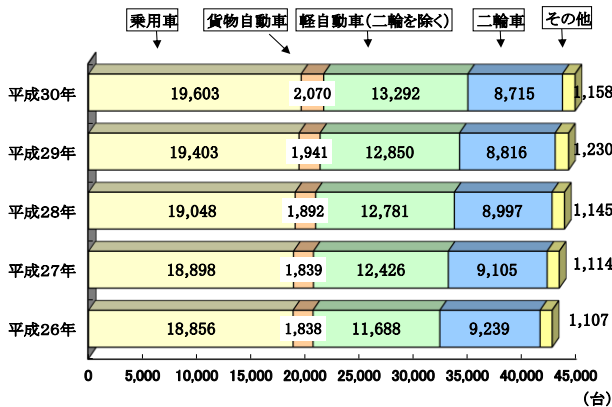 乗用車 貨物自動車 軽自動車(二輪を除く) 二輪車 その他
平成30年 19,603 2,070 13,292 8,715 1,158
平成29年 19,403 1,941 12,850 8,816 1,230
平成28年 19,048 1,892 12,781 8,997 1,145
平成27年 18,898 1,839 12,426 9,105 1,114
平成26年 18,856 1,838 11,688 9,239 1,107
0 5,000 10,000 15,000 20,000 25,000 30,000 35,000 40,000 45,000
(台)